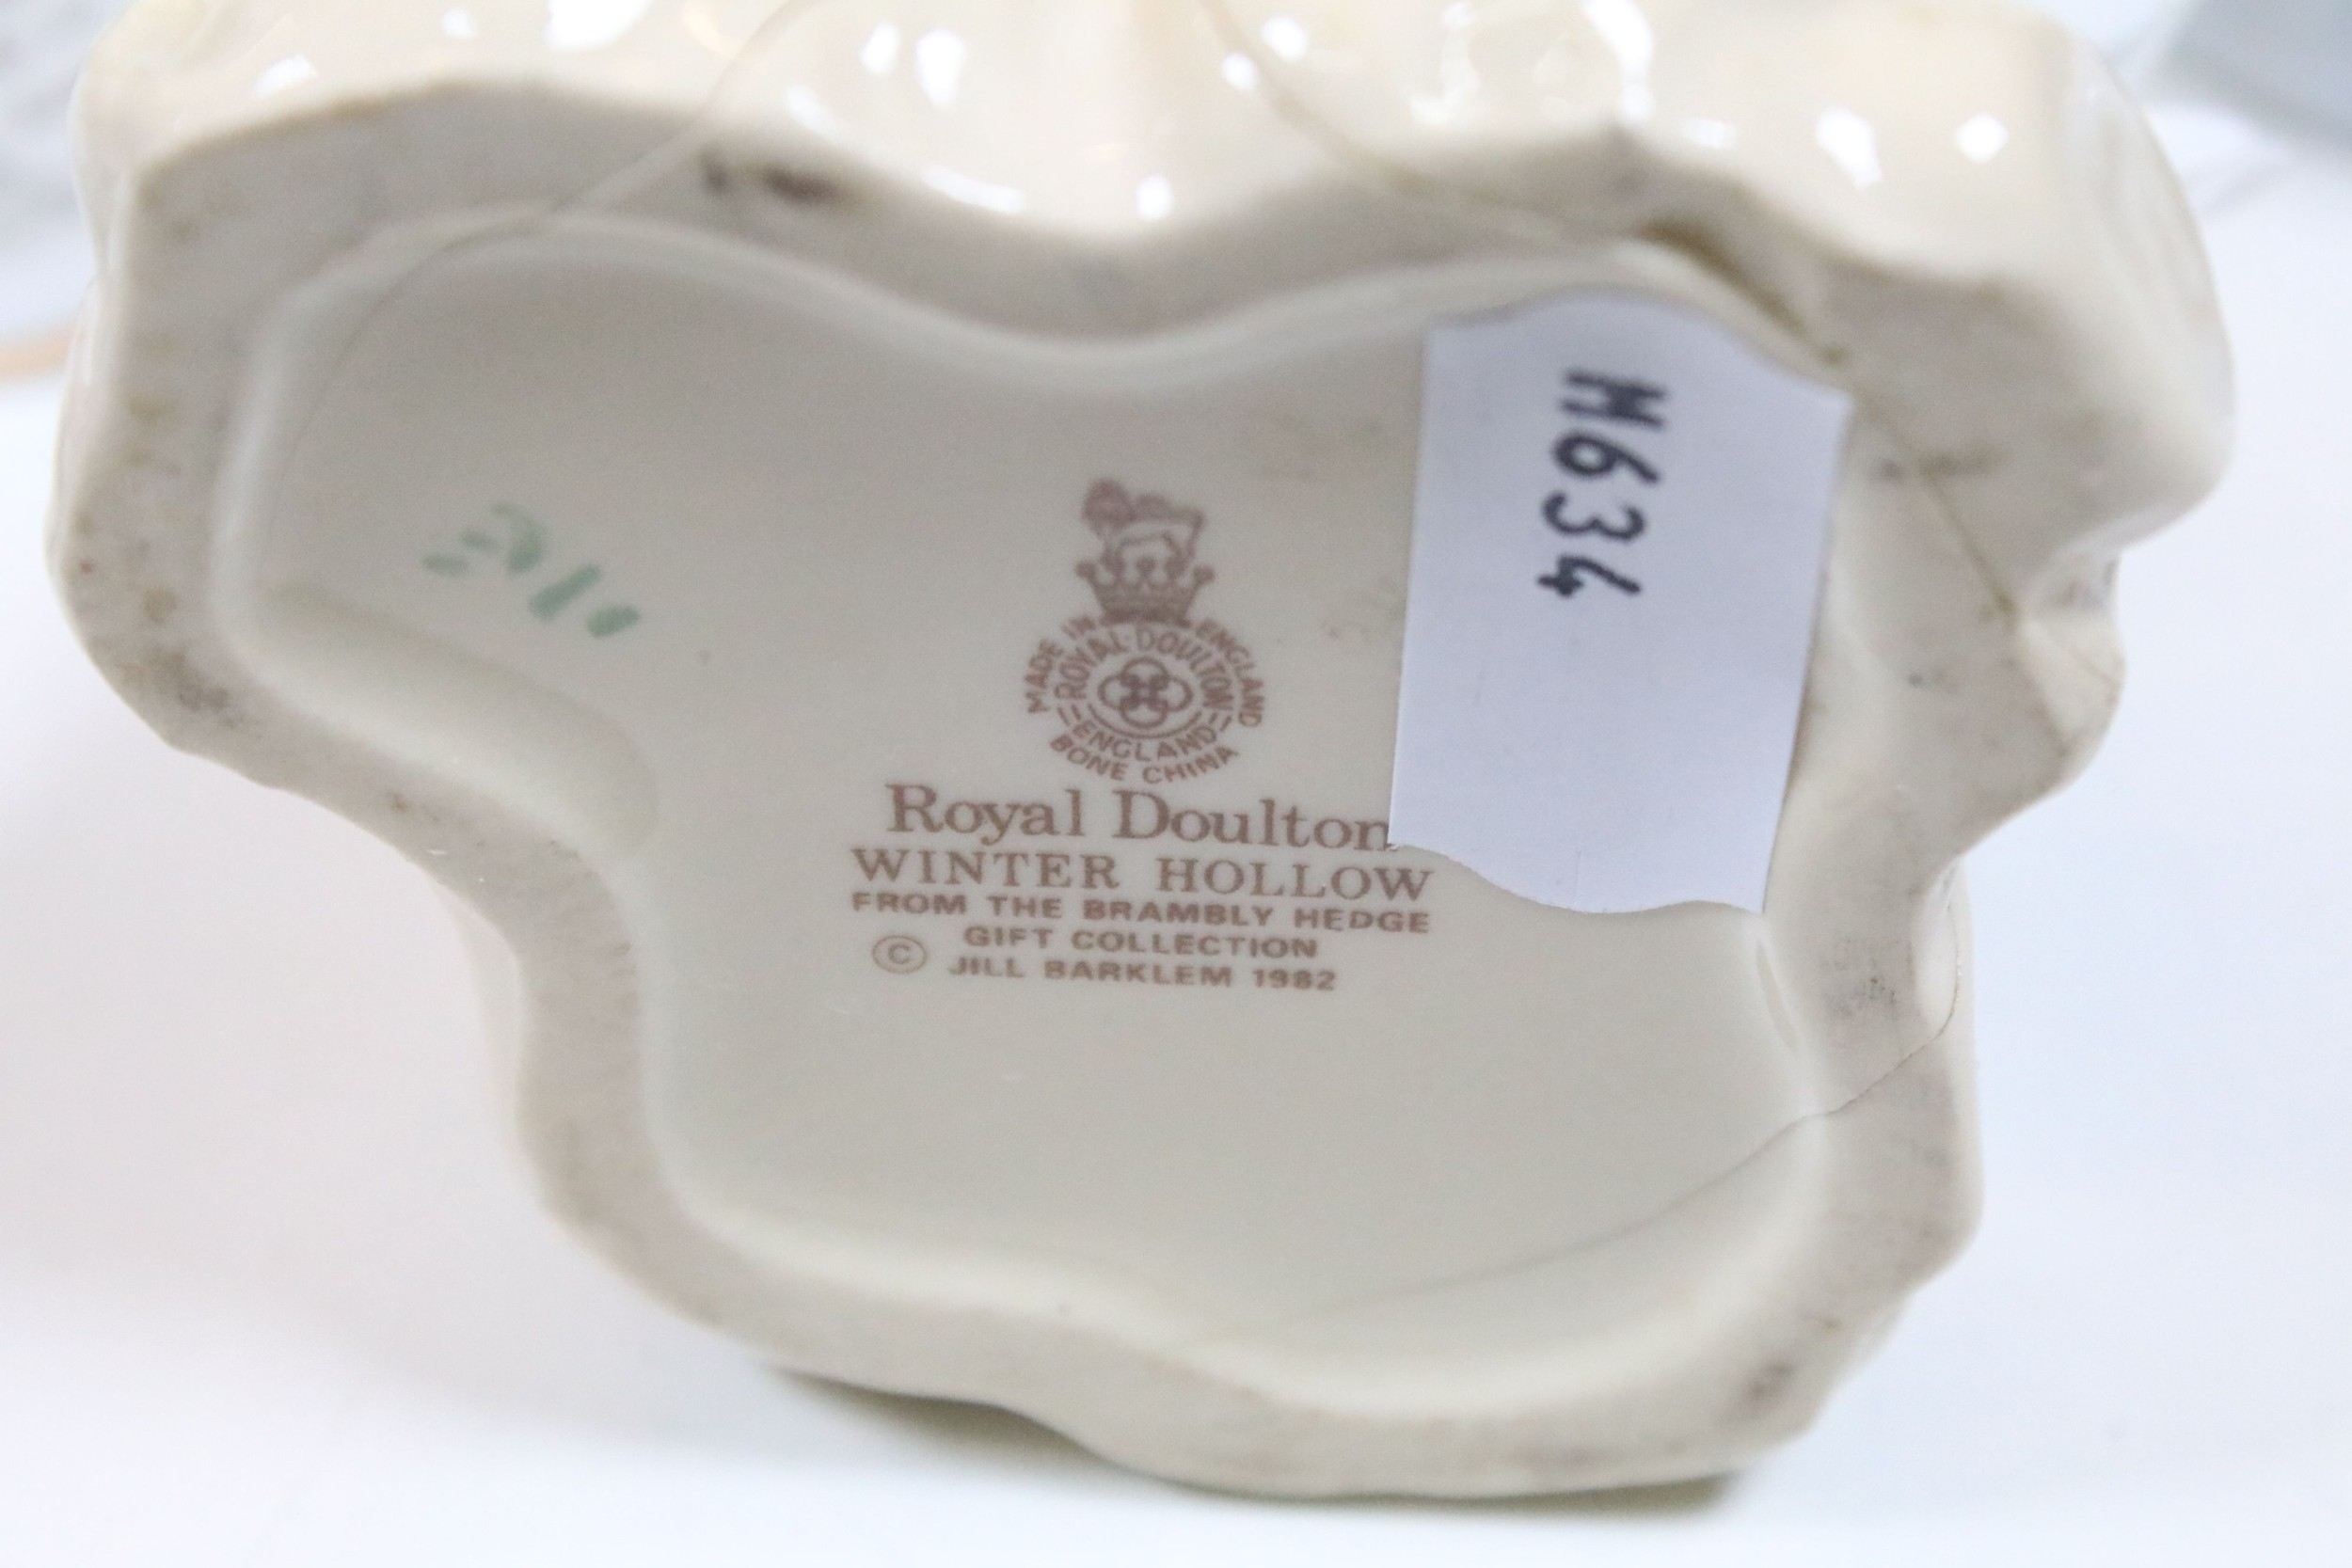 MADE IN ENGLAND
ROYAL DOULTON
ENGLAND
BONE CHINA
Royal Doulton
WINTER HOLLOW
FROM THE BRAMBLY HEDGE
GIFT COLLECTION
© JILL BARKLEM 1982
M634